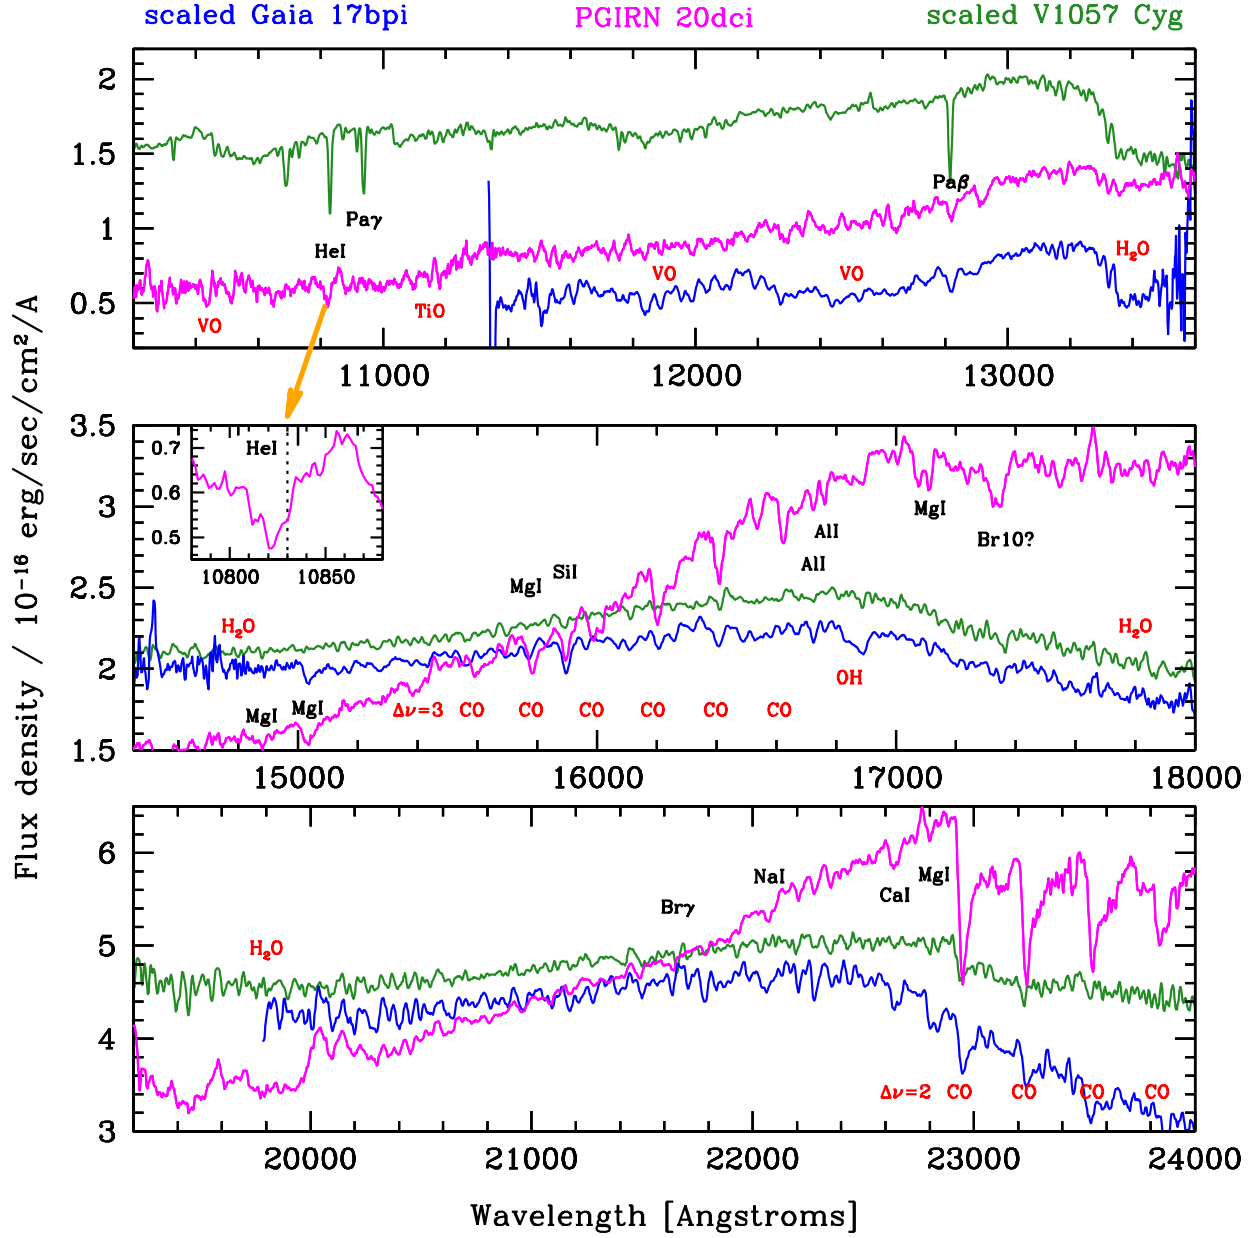 scaled Gaia 17bpi PGIRN 20dci scaled V1057 Cyg
2
1.5
1
0.5
Paβ
Paγ
HeI
H₂O
VO VO
VO TiO
11000 12000 13000
Flux density / 10⁻¹⁶ erg/sec/cm²/A
3.5
3
2.5
2
1.5
HeI
0.7
0.6
0.5
10800 10850
MgI
Br10?
AlI
AlI
SiI
MgI
H₂O H₂O
OH
MgI MgI
Δν=3 CO CO CO CO CO CO
15000 16000 17000 18000
6
5
4
3
NaI MgI
CaI
Brγ
H₂O
Δν=2 CO CO CO CO
20000 21000 22000 23000 24000
Wavelength [Angstroms]